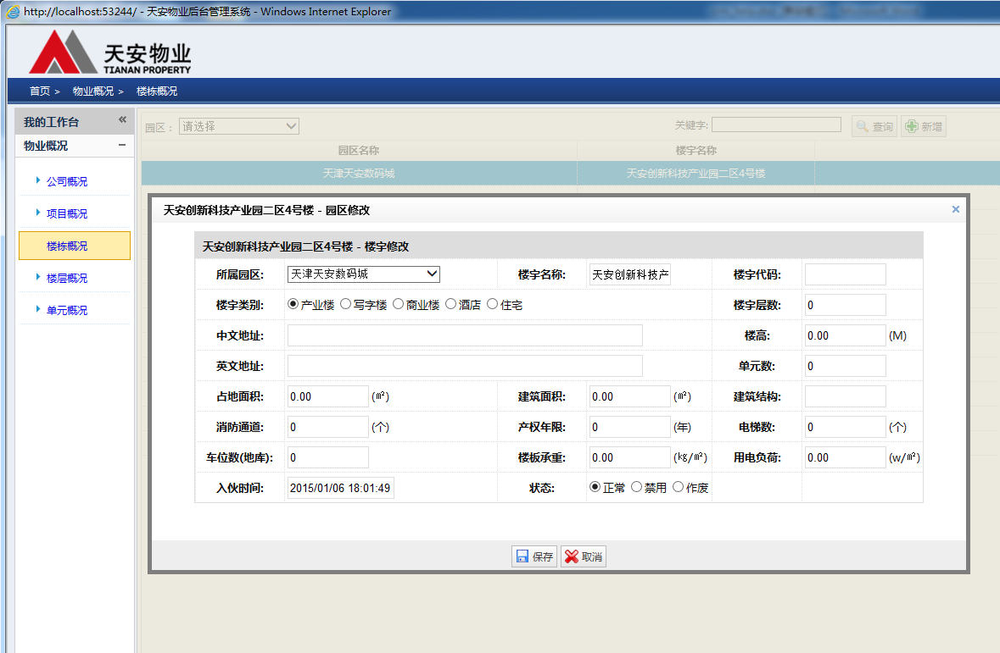 http://localhost:53244/ - 天安物业后台管理系统 - Windows Internet Explorer
天安物业
TIANAN PROPERTY
首页 > 物业概况 > 楼栋概况
我的工作台 «
物业概况 −
公司概况
项目概况
楼栋概况
楼层概况
单元概况
园区： 请选择 关键字: 查询 新增
园区名称 楼宇名称
天津天安数码城 天安创新科技产业园二区4号楼
天安创新科技产业园二区4号楼 - 园区修改 ×
天安创新科技产业园二区4号楼 - 楼宇修改
所属园区: 天津天安数码城 楼宇名称: 天安创新科技产 楼宇代码:
楼宇类别: 产业楼 写字楼 商业楼 酒店 住宅 楼宇层数: 0
中文地址: 楼高: 0.00 (M)
英文地址: 单元数: 0
占地面积: 0.00 (㎡) 建筑面积: 0.00 (㎡) 建筑结构:
消防通道: 0 (个) 产权年限: 0 (年) 电梯数: 0 (个)
车位数(地库): 0 楼板承重: 0.00 (kg/㎡) 用电负荷: 0.00 (w/㎡)
入伙时间: 2015/01/06 18:01:49 状态: 正常 禁用 作废
保存 取消